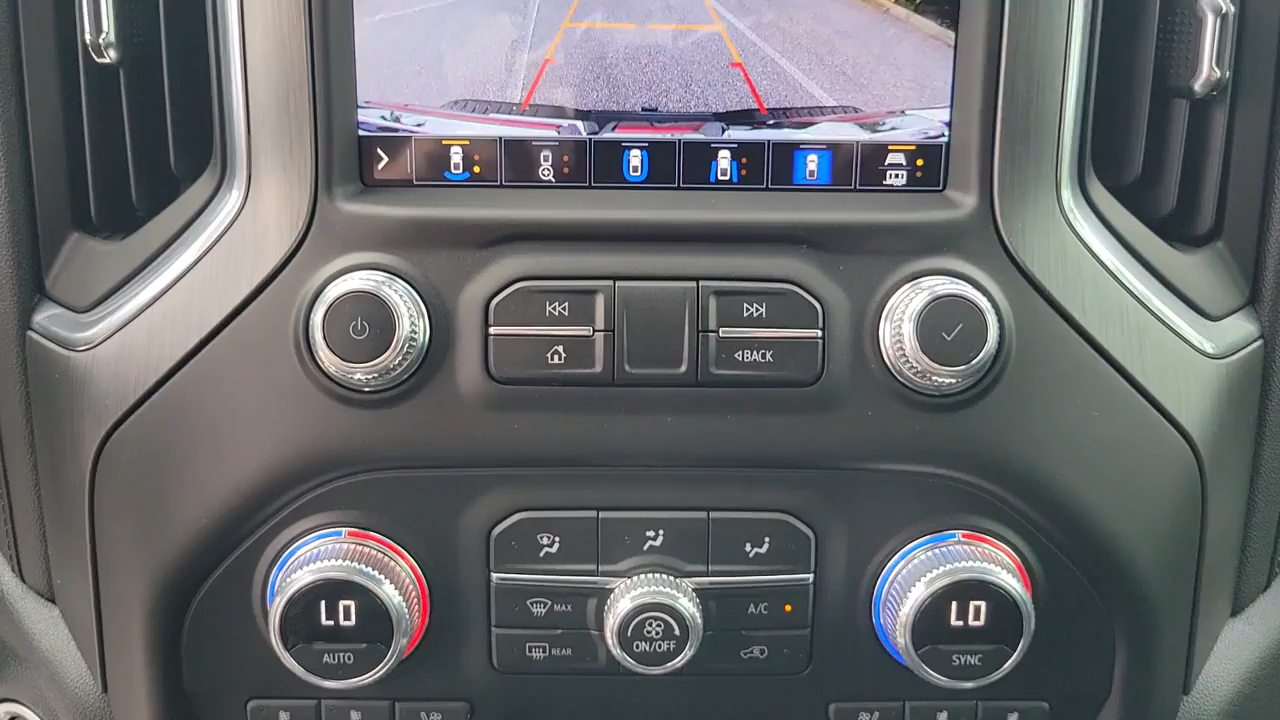 BACK
LO
AUTO
MAX
REAR
A/C
ON/OFF
LO
SYNC